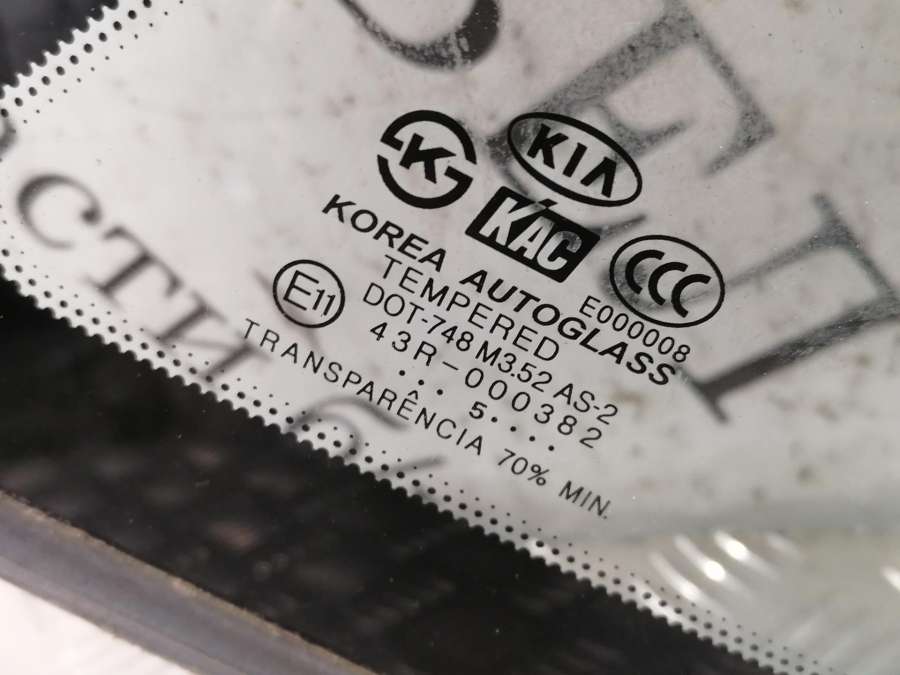 K
KIA
KAC
CCC
E000008
KOREA AUTOGLASS
TEMPERED
E11
DOT-748 M3.52 AS-2
43R-000382
... 5....
TRANSPARÊNCIA 70% MIN.